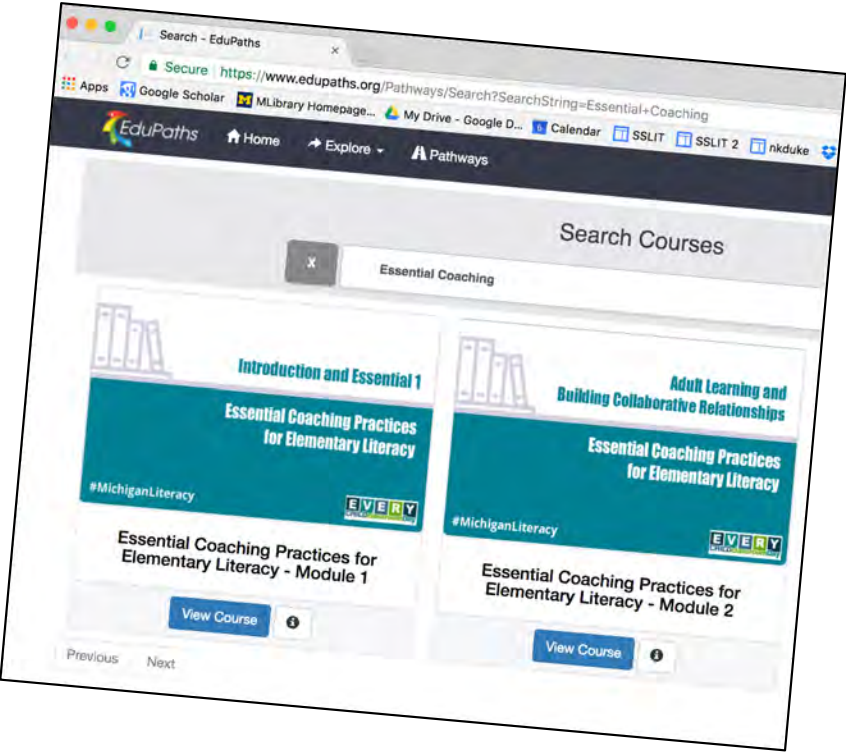 Search - EduPaths
×
Secure
https://www.edupaths.org/Pathways/Search?SearchString=Essential+Coaching
Apps
Google Scholar
MLibrary Homepage...
My Drive - Google D...
6
Calendar
SSLIT
SSLIT 2
nkduke
EduPaths
Home
Explore
Pathways
Search Courses
X
Essential Coaching
Introduction and Essential 1
Essential Coaching Practices
for Elementary Literacy
#MichiganLiteracy
EVERY
Essential Coaching Practices for
Elementary Literacy - Module 1
View Course
Adult Learning and
Building Collaborative Relationships
Essential Coaching Practices
for Elementary Literacy
#MichiganLiteracy
EVERY
Essential Coaching Practices for
Elementary Literacy - Module 2
View Course
Previous
Next